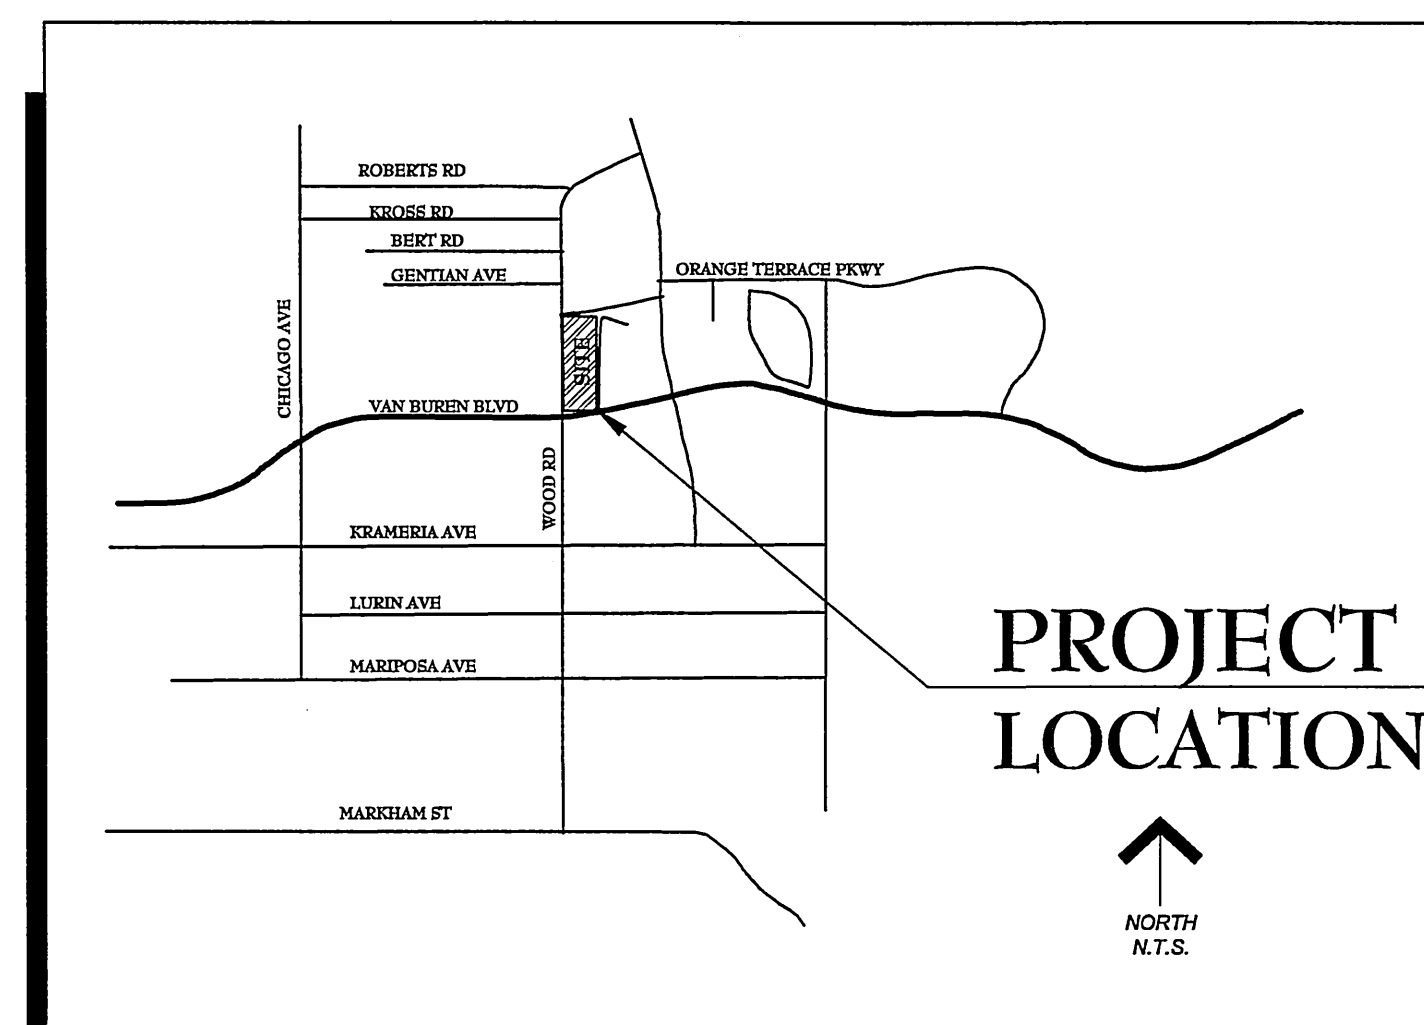 ROBERTS RD
KROSS RD
BERT RD
GENTIAN AVE
ORANGE TERRACE PKWY
CHICAGO AVE
SITE
VAN BUREN BLVD
WOOD RD
KRAMERIA AVE
LURIN AVE
MARIPOSA AVE
PROJECT
LOCATION
MARKHAM ST
NORTH
N.T.S.